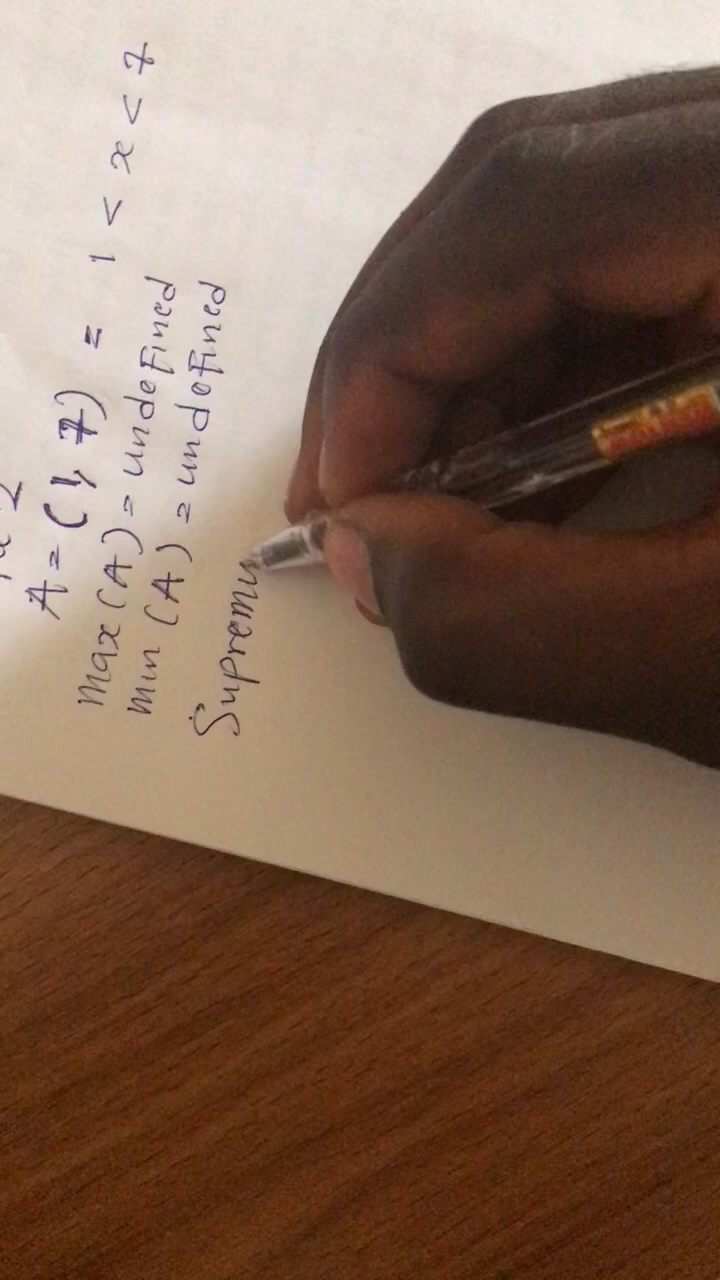 A = (1, 7) = 1 < x < 7
max (A) = undefined
min (A) = undefined
Supremu